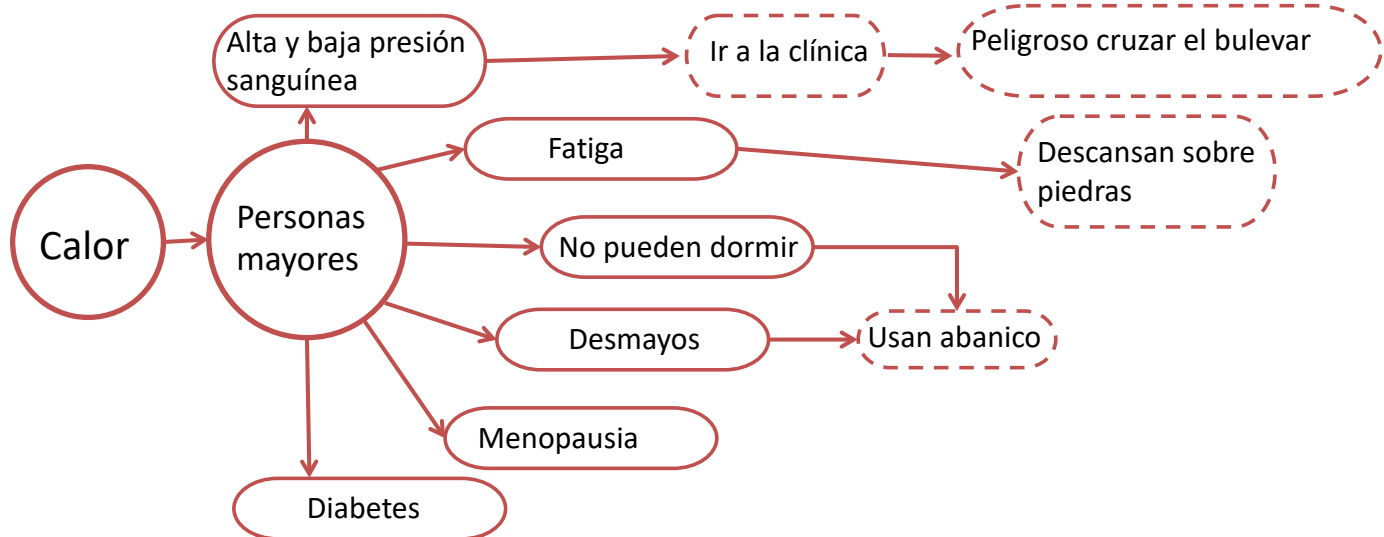 Alta y baja presión
sanguínea
Ir a la clínica
Peligroso cruzar el bulevar
Fatiga
Descansan sobre
piedras
Calor
Personas
mayores
No pueden dormir
Desmayos
Usan abanico
Menopausia
Diabetes